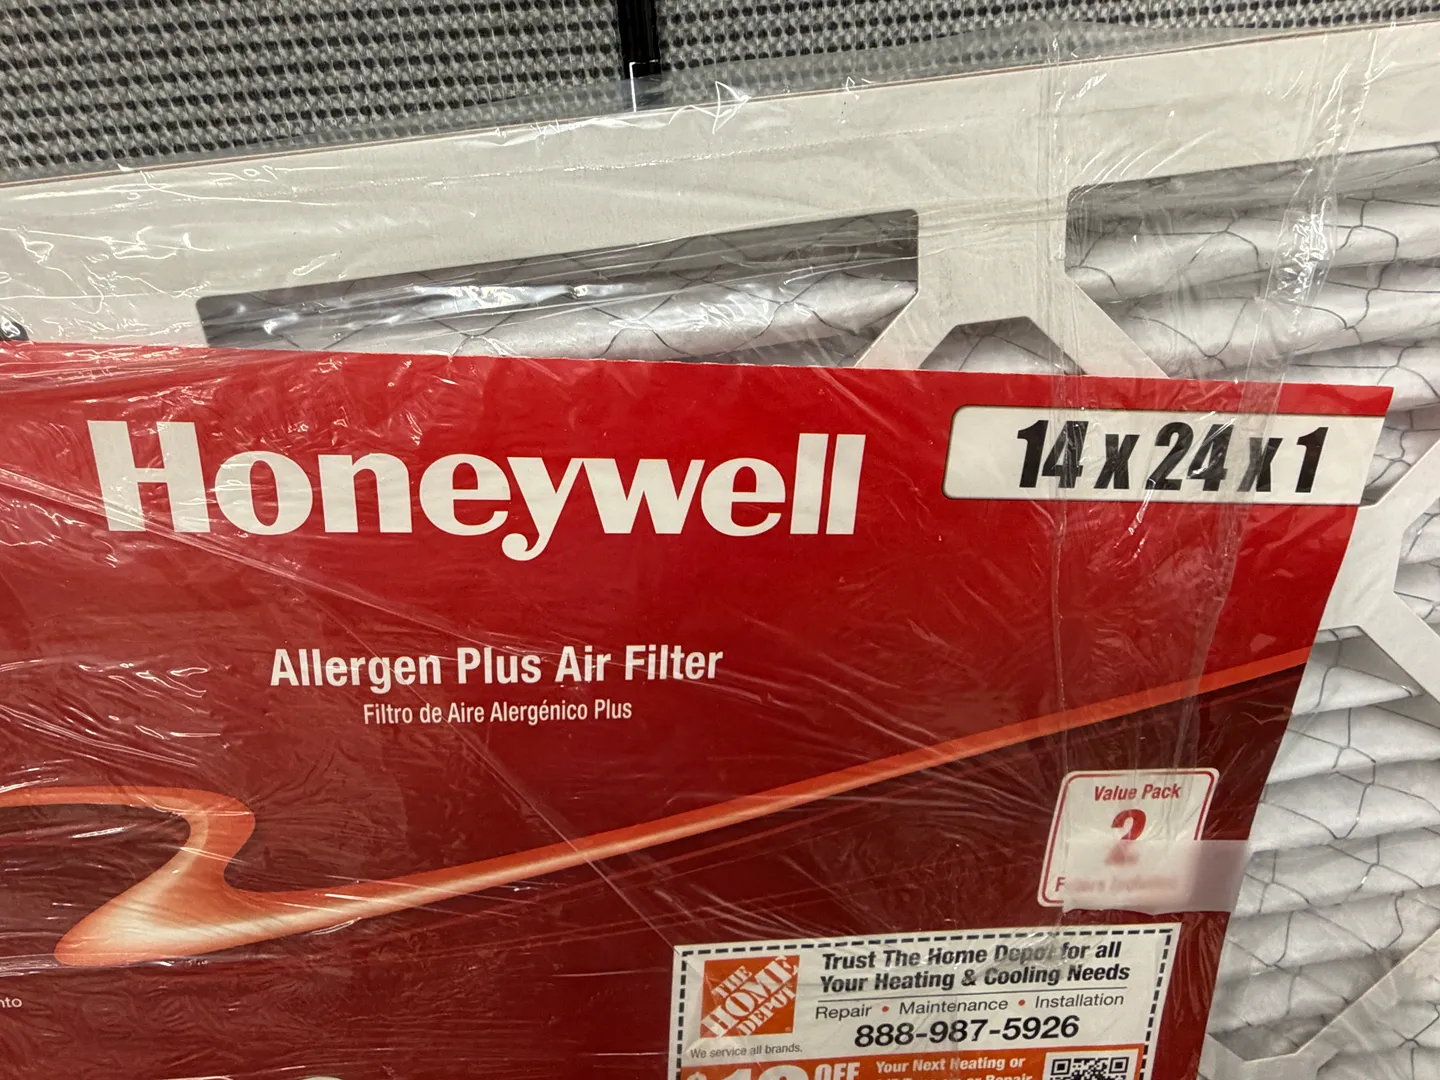 Honeywell
14 x 24 x 1
Allergen Plus Air Filter
Filtro de Aire Alergénico Plus
Value Pack
2
nto
THE
HOME
DEPOT
Trust The Home Depot for all
Your Heating & Cooling Needs
Repair • Maintenance • Installation
888-987-5926
We service all brands.
OFF
Your Next Heating or